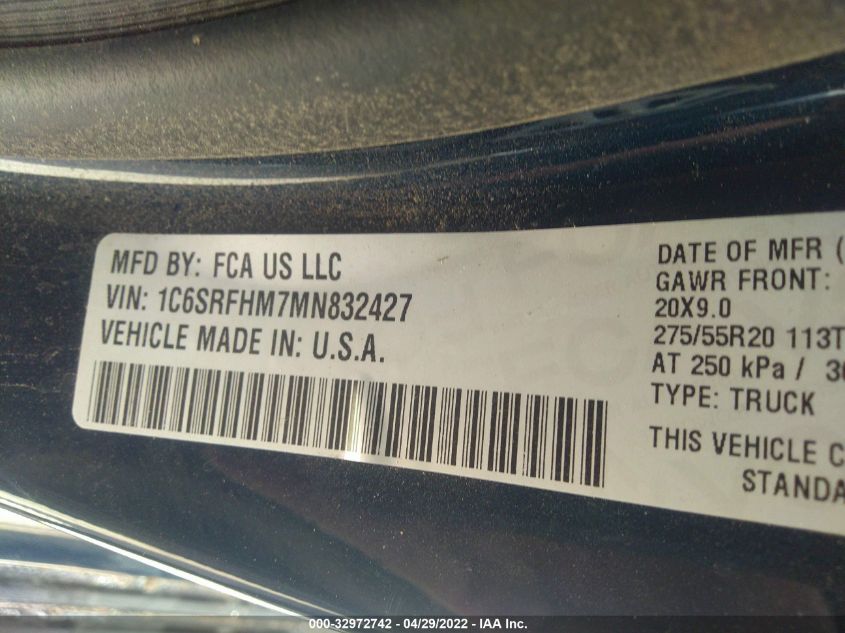 MFD BY: FCA US LLC
VIN: 1C6SRFHM7MN832427
VEHICLE MADE IN: U.S.A.
DATE OF MFR (
GAWR FRONT:
20X9.0
275/55R20 113T
AT 250 kPa /
TYPE: TRUCK
THIS VEHICLE C
STANDA
000-32972742 - 04/29/2022 - IAA Inc.